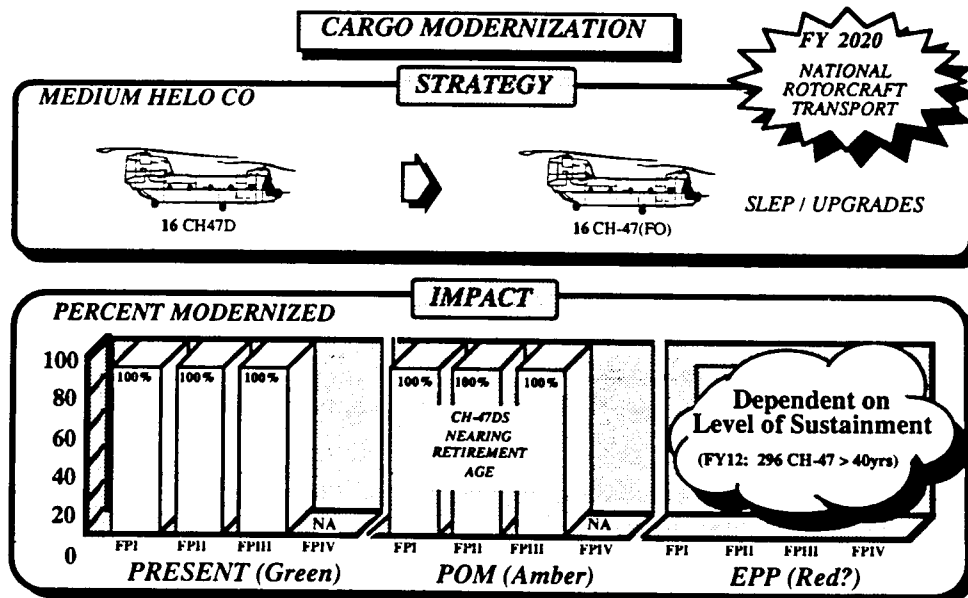 CARGO MODERNIZATION
FY 2020
NATIONAL
ROTORCRAFT
TRANSPORT
STRATEGY
MEDIUM HELO CO
16 CH47D
16 CH-47(FO)
SLEP / UPGRADES
IMPACT
PERCENT MODERNIZED
100
80
60
40
20
0
100%
100%
100%
NA
FPI
FPII
FPIII
FPIV
PRESENT (Green)
100%
100%
100%
CH-47DS
NEARING
RETIREMENT
AGE
NA
FPI
FPII
FPIII
FPIV
POM (Amber)
Dependent on
Level of Sustainment
(FY12: 296 CH-47 > 40yrs)
FPI
FPII
FPIII
FPIV
EPP (Red?)